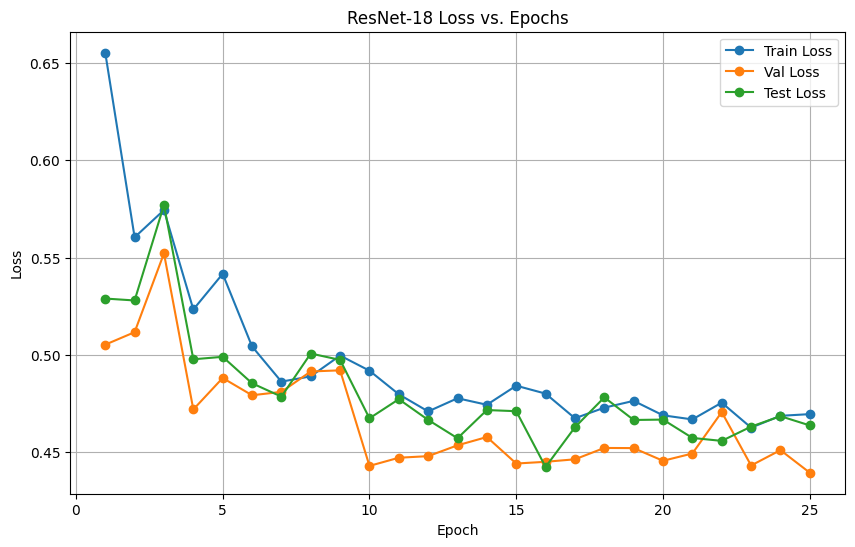 ResNet-18 Loss vs. Epochs
Train Loss
Val Loss
Test Loss
0.65
0.60
0.55
0.50
0.45
Loss
0
5
10
15
20
25
Epoch